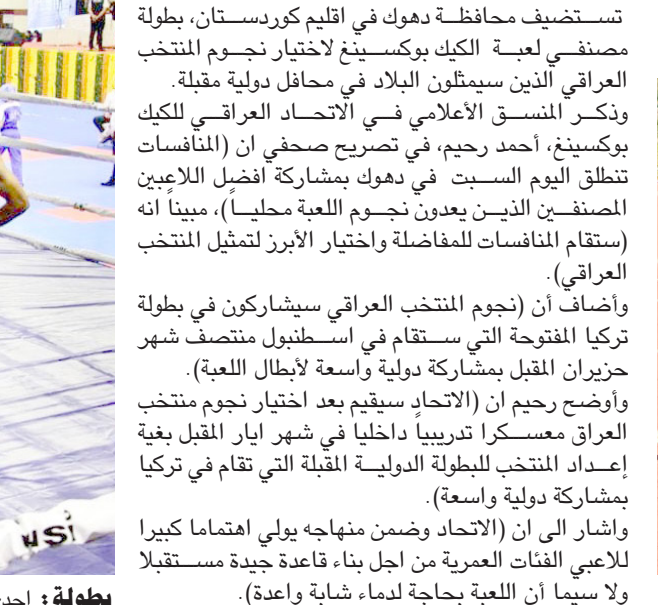 تستضيف محافظة دهوك في اقليم كوردستان، بطولة
مصنفي لعبة الكيك بوكسينغ لاختيار نجوم المنتخب
العراقي الذين سيمثلون البلاد في محافل دولية مقبلة.
وذكر المنسق الأعلامي في الاتحاد العراقي للكيك
بوكسينغ، أحمد رحيم، في تصريح صحفي ان (المنافسات
تنطلق اليوم السبت في دهوك بمشاركة افضل اللاعبين
المصنفين الذين يعدون نجوم اللعبة محلياً)، مبيناً انه
(ستقام المنافسات للمفاضلة واختيار الأبرز لتمثيل المنتخب
العراقي).
وأضاف أن (نجوم المنتخب العراقي سيشاركون في بطولة
تركيا المفتوحة التي ستقام في اسطنبول منتصف شهر
حزيران المقبل بمشاركة دولية واسعة لأبطال اللعبة).
وأوضح رحيم ان (الاتحاد سيقيم بعد اختيار نجوم منتخب
العراق معسكرا تدريبياً داخليا في شهر ايار المقبل بغية
إعداد المنتخب للبطولة الدولية المقبلة التي تقام في تركيا
بمشاركة دولية واسعة).
واشار الى ان (الاتحاد وضمن منهاجه يولي اهتماما كبيرا
للاعبي الفئات العمرية من اجل بناء قاعدة جيدة مستقبلا
ولا سيما أن اللعبة بحاجة لدماء شابة واعدة).
بطولة: احدى